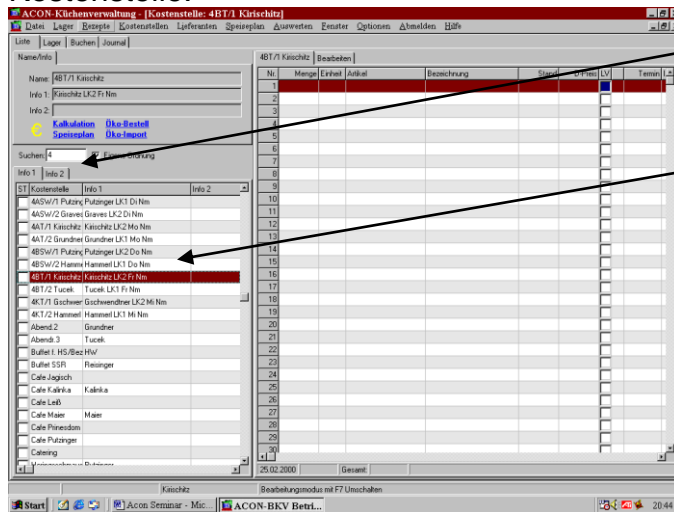 Kostenstelle.
ACON-Küchenverwaltung - [Kostenstelle: 4BT/1 Kirischitz]
Datei Lager Rezepte Kostenstellen Lieferanten Speiseplan Auswerten Fenster Optionen Abmelden Hilfe
Liste Lager Buchen Journal
Name/Info
Name: 4BT/1 Kirischitz
Info 1: Kirischitz LK2 Fr Nm
Info 2:
Kalkulation Öko-Bestell
Speiseplan Öko-Import
Suchen: 4
Info 1 Info 2
ST Kostenstelle Info 1 Info 2
4ASW/1 Putzing Putzinger LK1 Di Nm
4ASW/2 Graves Graves LK2 Di Nm
4AT/1 Kirischitz Kirischitz LK2 Mo Nm
4AT/2 Grundner Grundner LK1 Mo Nm
4BSW/1 Putzing Putzinger LK2 Do Nm
4BSW/2 Hamme Hammerl LK1 Do Nm
4BT/1 Kirischitz Kirischitz LK2 Fr Nm
4BT/2 Tucek Tucek LK1 Fr Nm
4KT/1 Gschwer Gschwendtner LK2 Mi Nm
4KT/2 Hammerl Hammerl LK1 Mi Nm
Abend.2 Grundner
Abendr.3 Tucek
Buffet f. HS/Bez HW
Buffet SSR Reisinger
Cafe Jagisch
Cafe Kalinka Kalinka
Cafe Leiß
Cafe Maier Maier
Cafe Prinesdom
Cafe Putzinger
Catering
4BT/1 Kirischitz Bearbeiten
Nr. Menge Einheit Artikel Bezeichnung Stand D-Preis LV Termin
1
2
3
4
5
6
7
8
9
10
11
12
13
14
15
16
17
18
19
20
21
22
23
24
25
26
27
28
29
30
25.02.2000 Gesamt:
Kirischitz Bearbeitungsmodus mit F7 Umschalten
Start Acon Seminar - Mic... ACON-BKV Betri... 20:44